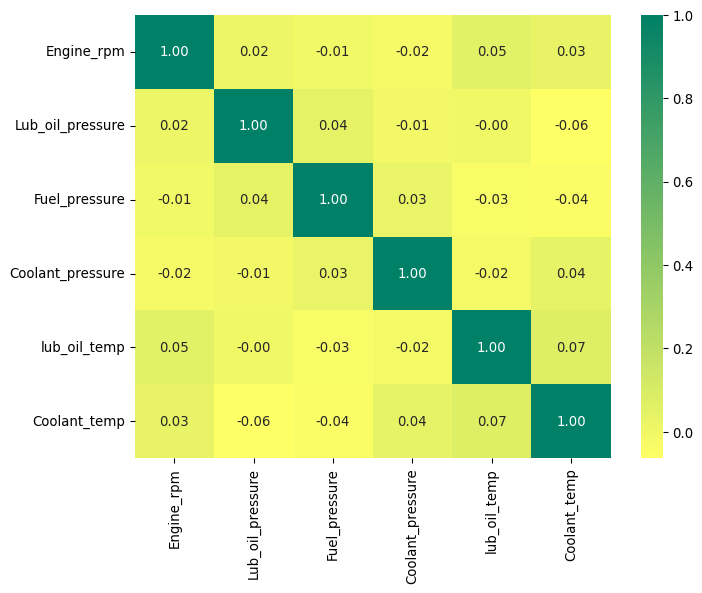 Engine_rpm 1.00 0.02 -0.01 -0.02 0.05 0.03
Lub_oil_pressure 0.02 1.00 0.04 -0.01 -0.00 -0.06
Fuel_pressure -0.01 0.04 1.00 0.03 -0.03 -0.04
Coolant_pressure -0.02 -0.01 0.03 1.00 -0.02 0.04
lub_oil_temp 0.05 -0.00 -0.03 -0.02 1.00 0.07
Coolant_temp 0.03 -0.06 -0.04 0.04 0.07 1.00
Engine_rpm
Lub_oil_pressure
Fuel_pressure
Coolant_pressure
lub_oil_temp
Coolant_temp
1.0
0.8
0.6
0.4
0.2
0.0